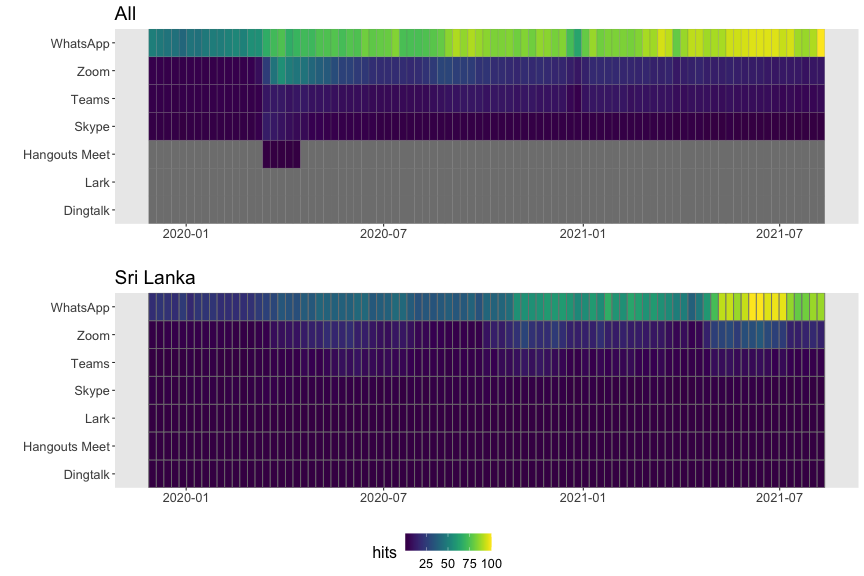 All
WhatsApp
Zoom
Teams
Skype
Hangouts Meet
Lark
Dingtalk
2020-01 2020-07 2021-01 2021-07
Sri Lanka
WhatsApp
Zoom
Teams
Skype
Lark
Hangouts Meet
Dingtalk
2020-01 2020-07 2021-01 2021-07
hits
25 50 75 100